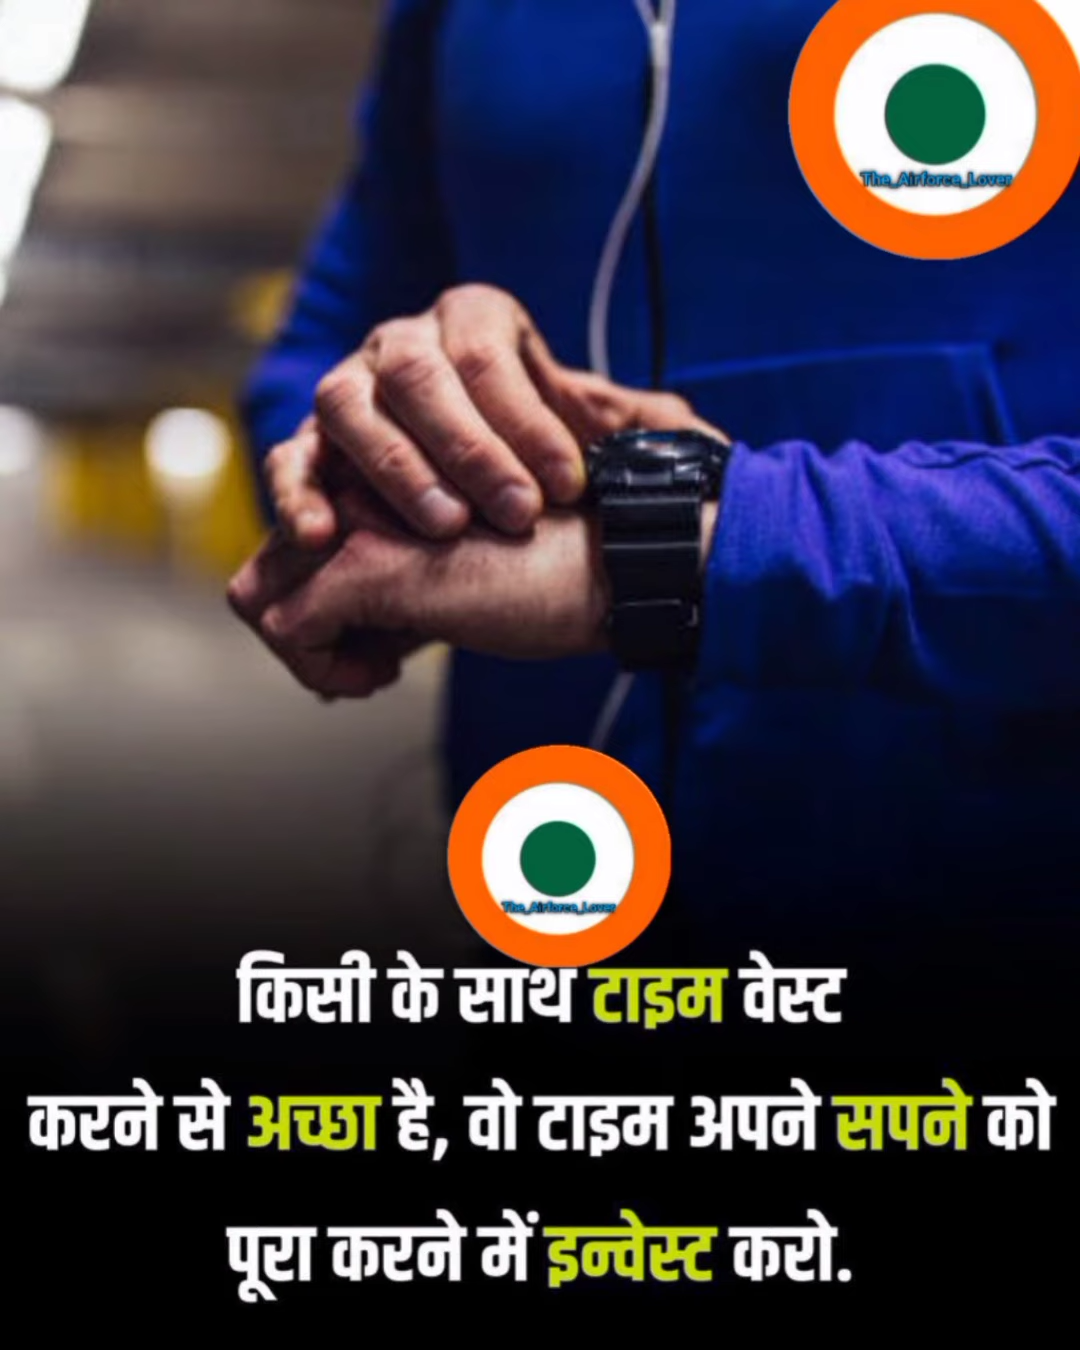 The_Airforce_Lover
The_Airforce_Lover
किसी के साथ टाइम वेस्ट
करने से अच्छा है, वो टाइम अपने सपने को
पूरा करने में इन्वेस्ट करो.